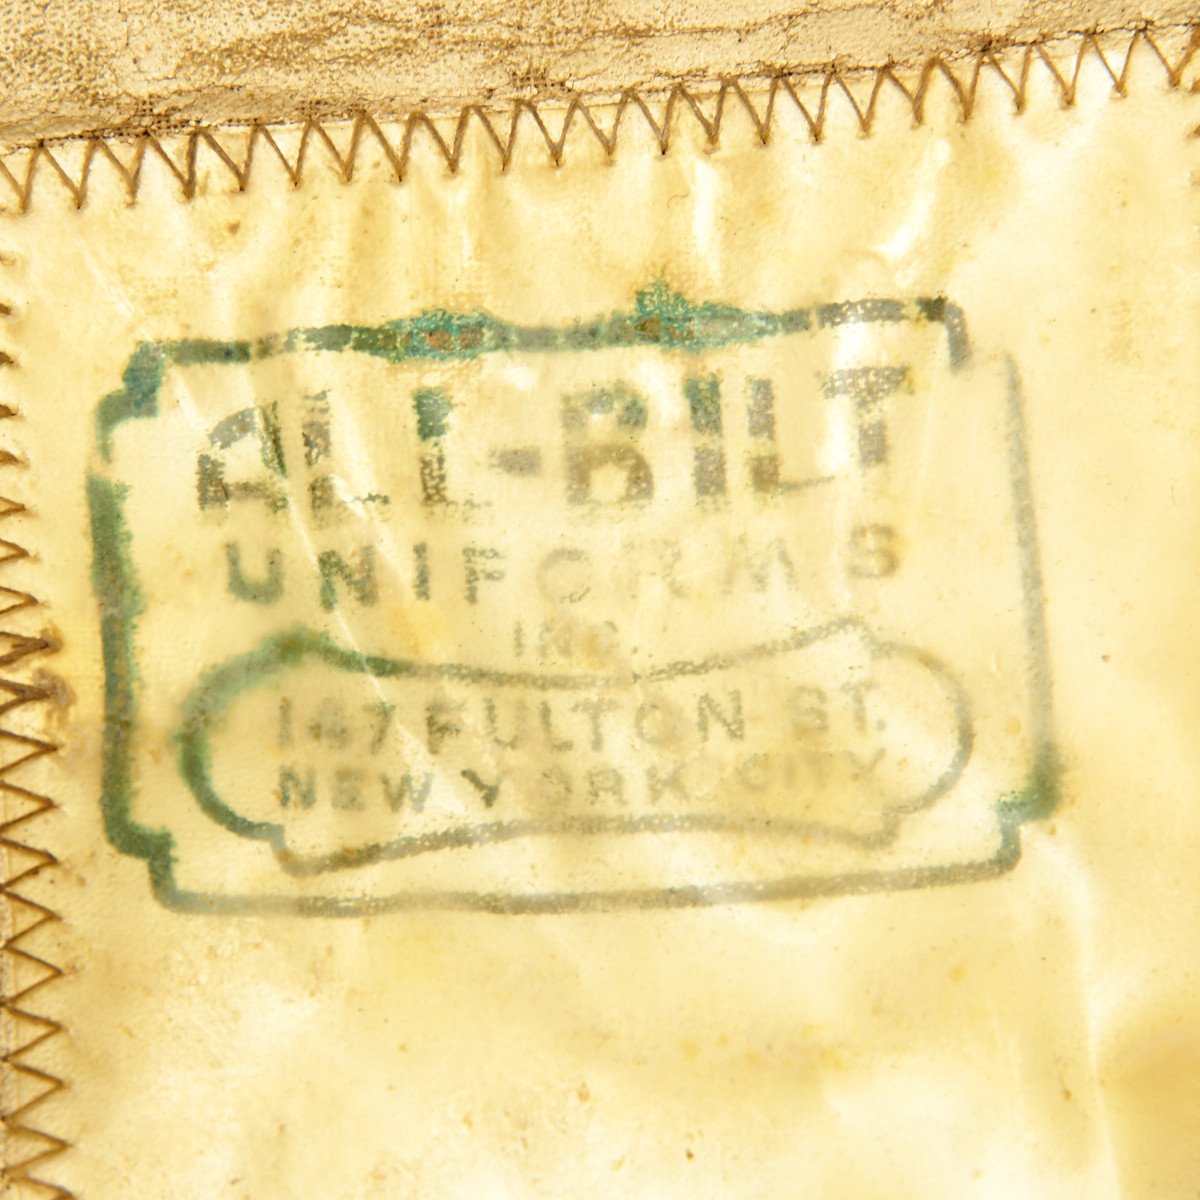 ALL-BILT
UNIFORMS
INC.
147 FULTON ST.
NEW YORK CITY